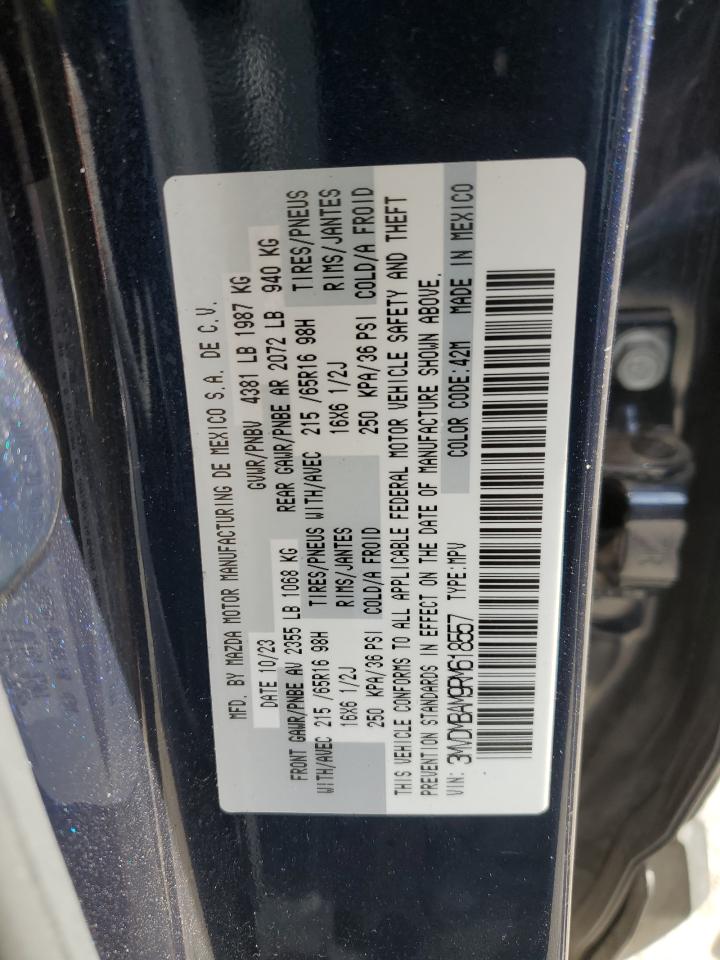 MFD. BY MAZDA MOTOR MANUFACTURING DE MEXICO S.A. DE C.V.
DATE 10/23 GVWR/PNBV 4381 LB 1987 KG
FRONT GAWR/PNBE AV 2355 LB 1068 KG REAR GAWR/PNBE AR 2072 LB 940 KG
WITH/AVEC 215 /65R16 98H TIRES/PNEUS WITH/AVEC 215 /65R16 98H TIRES/PNEUS
16X6 1/2J RIMS/JANTES 16X6 1/2J RIMS/JANTES
250 KPA/36 PSI COLD/A FROID 250 KPA/36 PSI COLD/A FROID
THIS VEHICLE CONFORMS TO ALL APPLICABLE FEDERAL MOTOR VEHICLE SAFETY AND THEFT
PREVENTION STANDARDS IN EFFECT ON THE DATE OF MANUFACTURE SHOWN ABOVE.
VIN: 3MVDMBAM9RM618557 TYPE:MPV COLOR CODE:42M MADE IN MEXICO